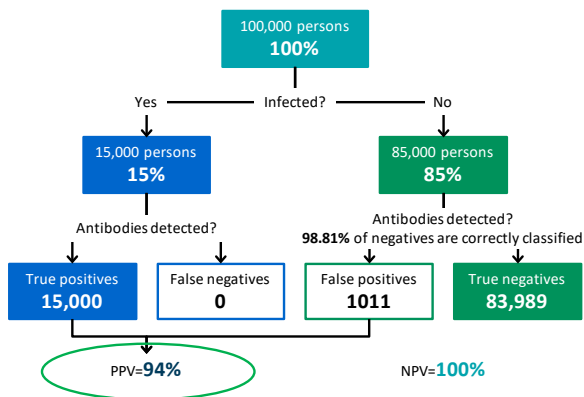 100,000 persons
100%
Yes
Infected?
No
15,000 persons
15%
85,000 persons
85%
Antibodies detected?
Antibodies detected?
98.81% of negatives are correctly classified
True positives
15,000
False negatives
0
False positives
1011
True negatives
83,989
PPV=94%
NPV=100%